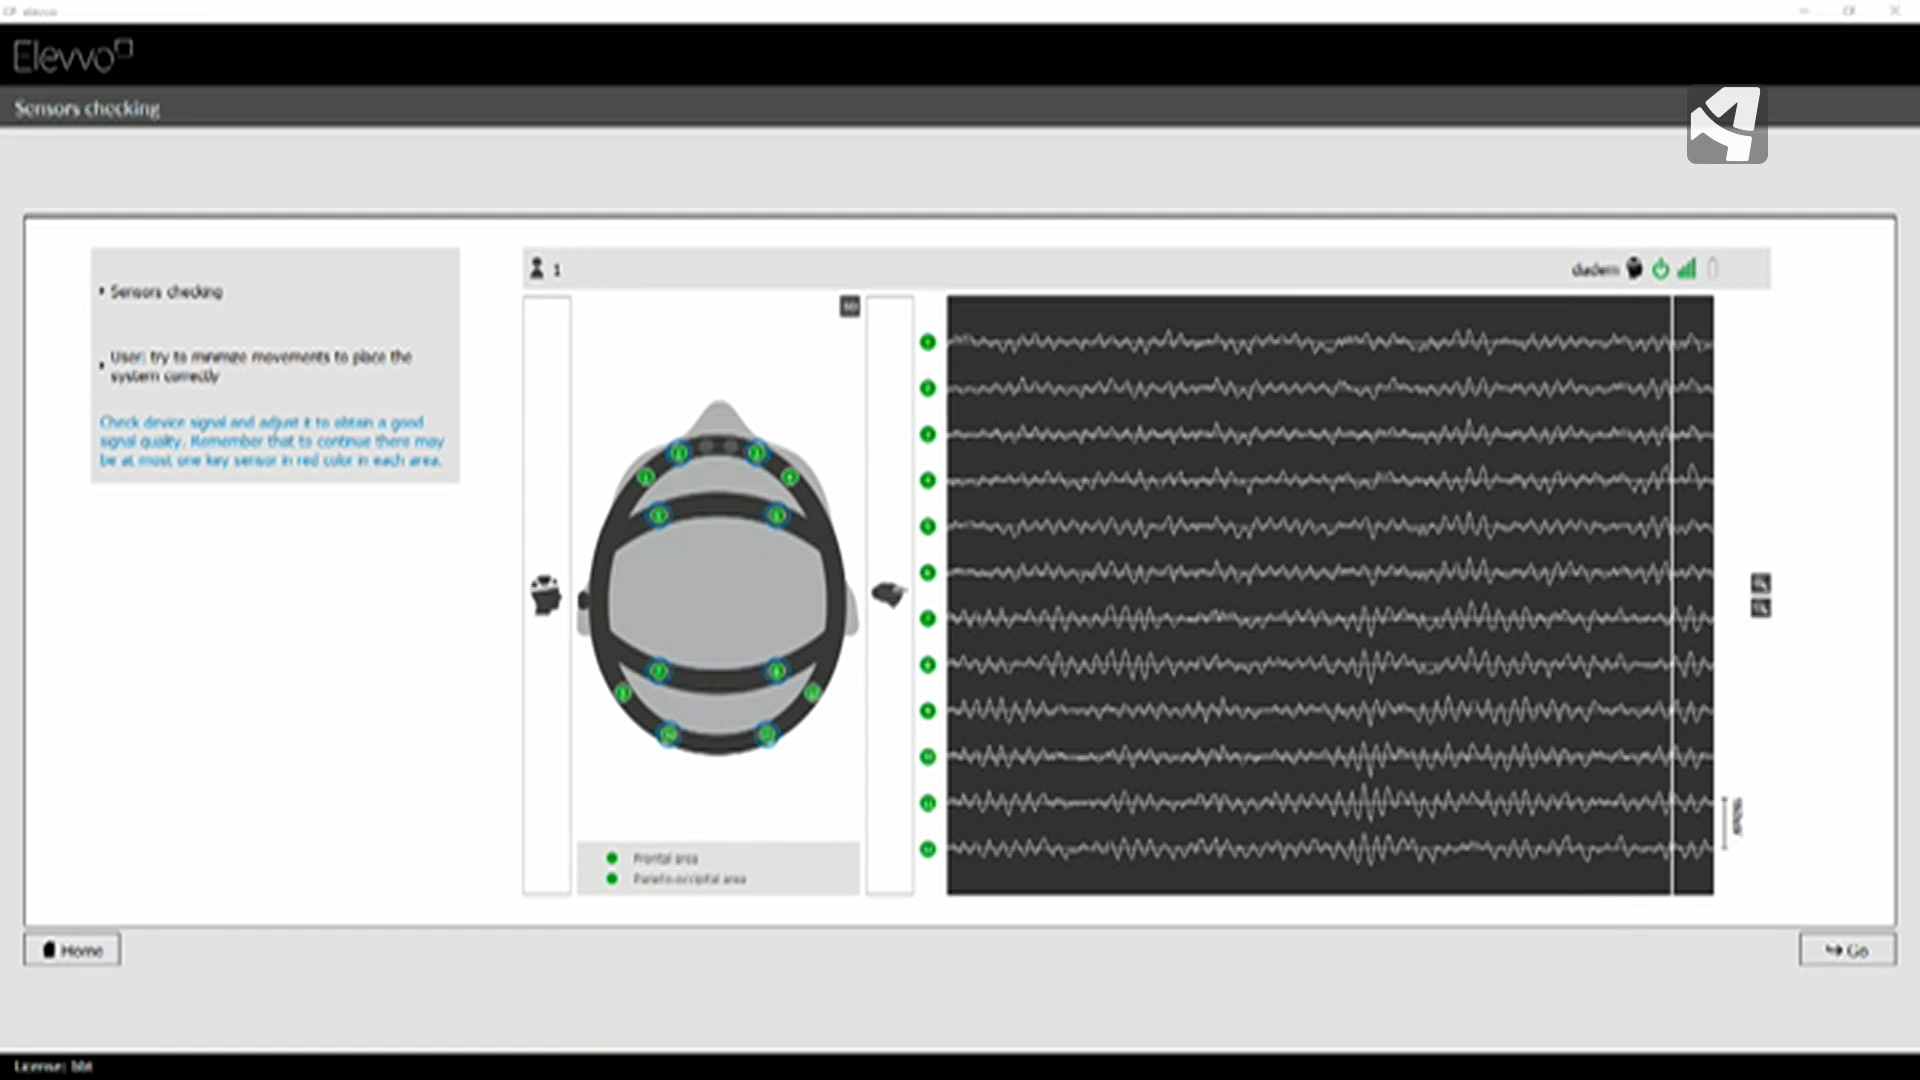 elevvo
Elevvo
Sensors checking
Sensors checking
User: try to minimize movements to place the
system correctly
Check device signal and adjust it to obtain a good
signal quality. Remember that to continue there may
be at most one key sensor in red color in each area.
1
diadem
Frontal area
Parieto-occipital area
Home
Go
License: bbt